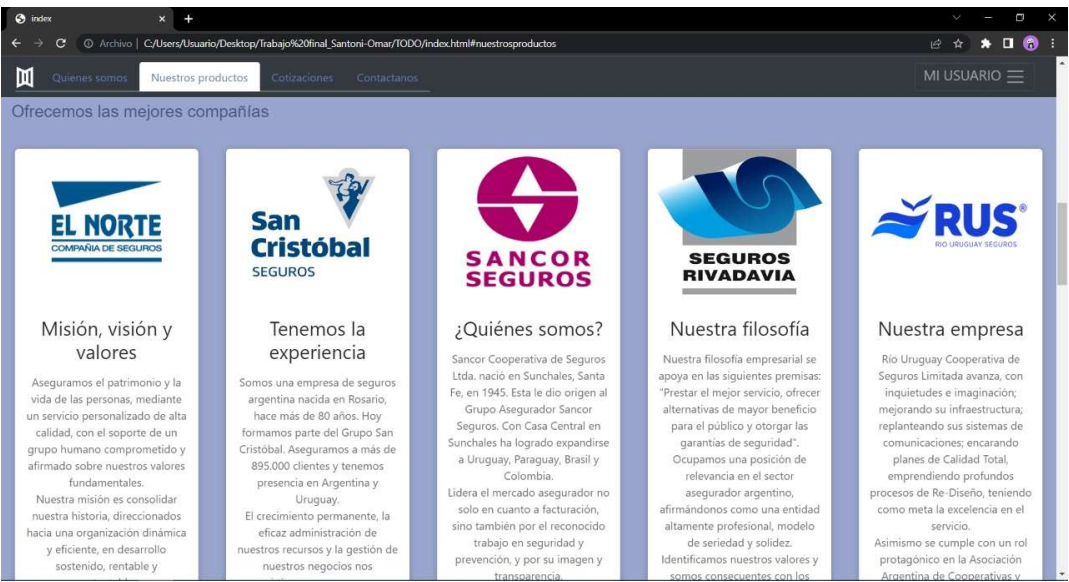 index
Archivo | C:/Users/Usuario/Desktop/Trabajo%20final_Santoni-Omar/TODO/index.html#nuestrosproductos
Quienes somos
Nuestros productos
Cotizaciones
Contactanos
MI USUARIO
Ofrecemos las mejores compañías
EL NORTE
COMPAÑIA DE SEGUROS
Misión, visión y
valores
Aseguramos el patrimonio y la
vida de las personas, mediante
un servicio personalizado de alta
calidad, con el soporte de un
grupo humano comprometido y
afirmado sobre nuestros valores
fundamentales.
Nuestra misión es consolidar
nuestra historia, direccionados
hacia una organización dinámica
y eficiente, en desarrollo
sostenido, rentable y
San
Cristóbal
SEGUROS
Tenemos la
experiencia
Somos una empresa de seguros
argentina nacida en Rosario,
hace más de 80 años. Hoy
formamos parte del Grupo San
Cristóbal. Aseguramos a más de
895.000 clientes y tenemos
presencia en Argentina y
Uruguay.
El crecimiento permanente, la
eficaz administración de
nuestros recursos y la gestión de
nuestros negocios nos
SANCOR
SEGUROS
¿Quiénes somos?
Sancor Cooperativa de Seguros
Ltda. nació en Sunchales, Santa
Fe, en 1945. Esta le dio origen al
Grupo Asegurador Sancor
Seguros. Con Casa Central en
Sunchales ha logrado expandirse
a Uruguay, Paraguay, Brasil y
Colombia.
Lidera el mercado asegurador no
solo en cuanto a facturación,
sino también por el reconocido
trabajo en seguridad y
prevención, y por su imagen y
transparencia.
SEGUROS
RIVADAVIA
Nuestra filosofía
Nuestra filosofía empresarial se
apoya en las siguientes premisas:
"Prestar el mejor servicio, ofrecer
alternativas de mayor beneficio
para el público y otorgar las
garantías de seguridad".
Ocupamos una posición de
relevancia en el sector
asegurador argentino,
afirmándonos como una entidad
altamente profesional, modelo
de seriedad y solidez.
Identificamos nuestros valores y
somos consecuentes con los
RUS®
RIO URUGUAY SEGUROS
Nuestra empresa
Río Uruguay Cooperativa de
Seguros Limitada avanza, con
inquietudes e imaginación;
mejorando su infraestructura;
replanteando sus sistemas de
comunicaciones; encarando
planes de Calidad Total,
emprendiendo profundos
procesos de Re-Diseño, teniendo
como meta la excelencia en el
servicio.
Asimismo se cumple con un rol
protagónico en la Asociación
Argentina de Cooperativas y